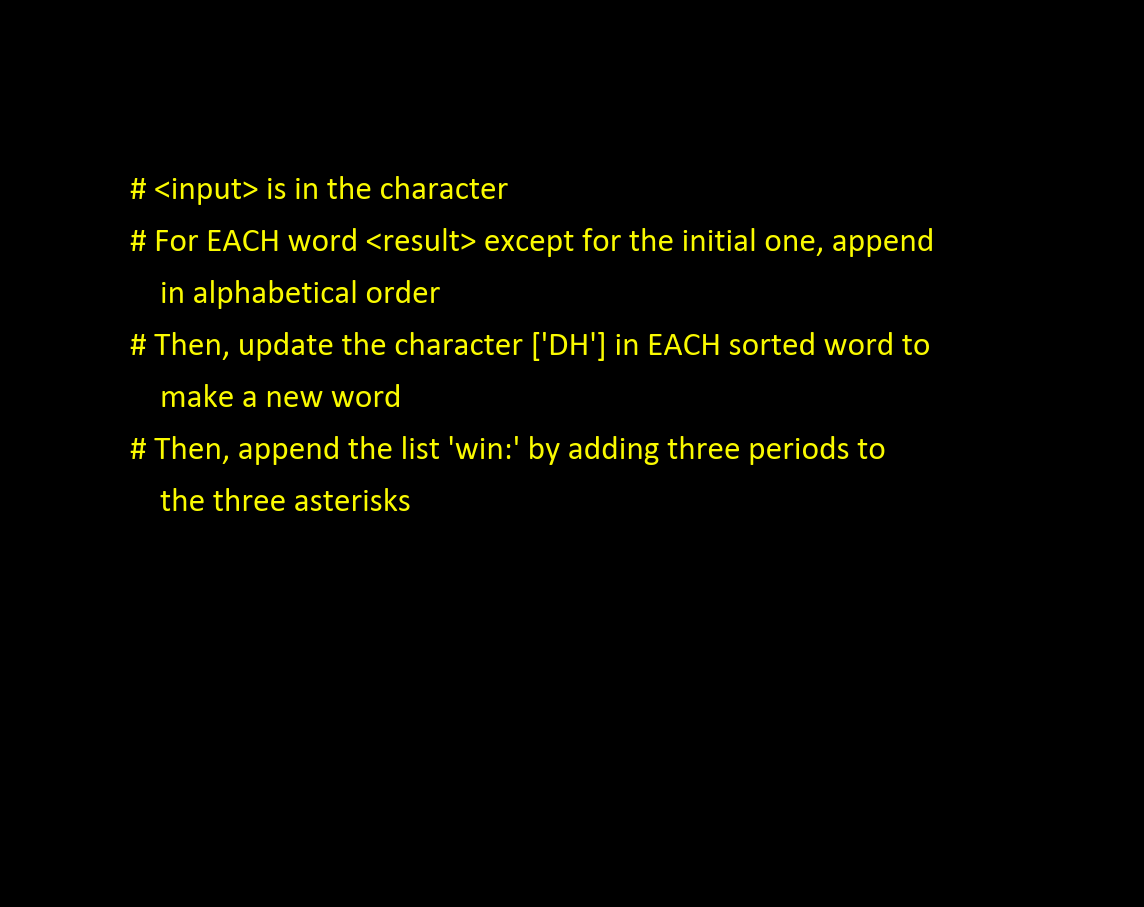 # <input> is in the character
# For EACH word <result> except for the initial one, append
in alphabetical order
# Then, update the character ['DH'] in EACH sorted word to
make a new word
# Then, append the list 'win:' by adding three periods to
the three asterisks